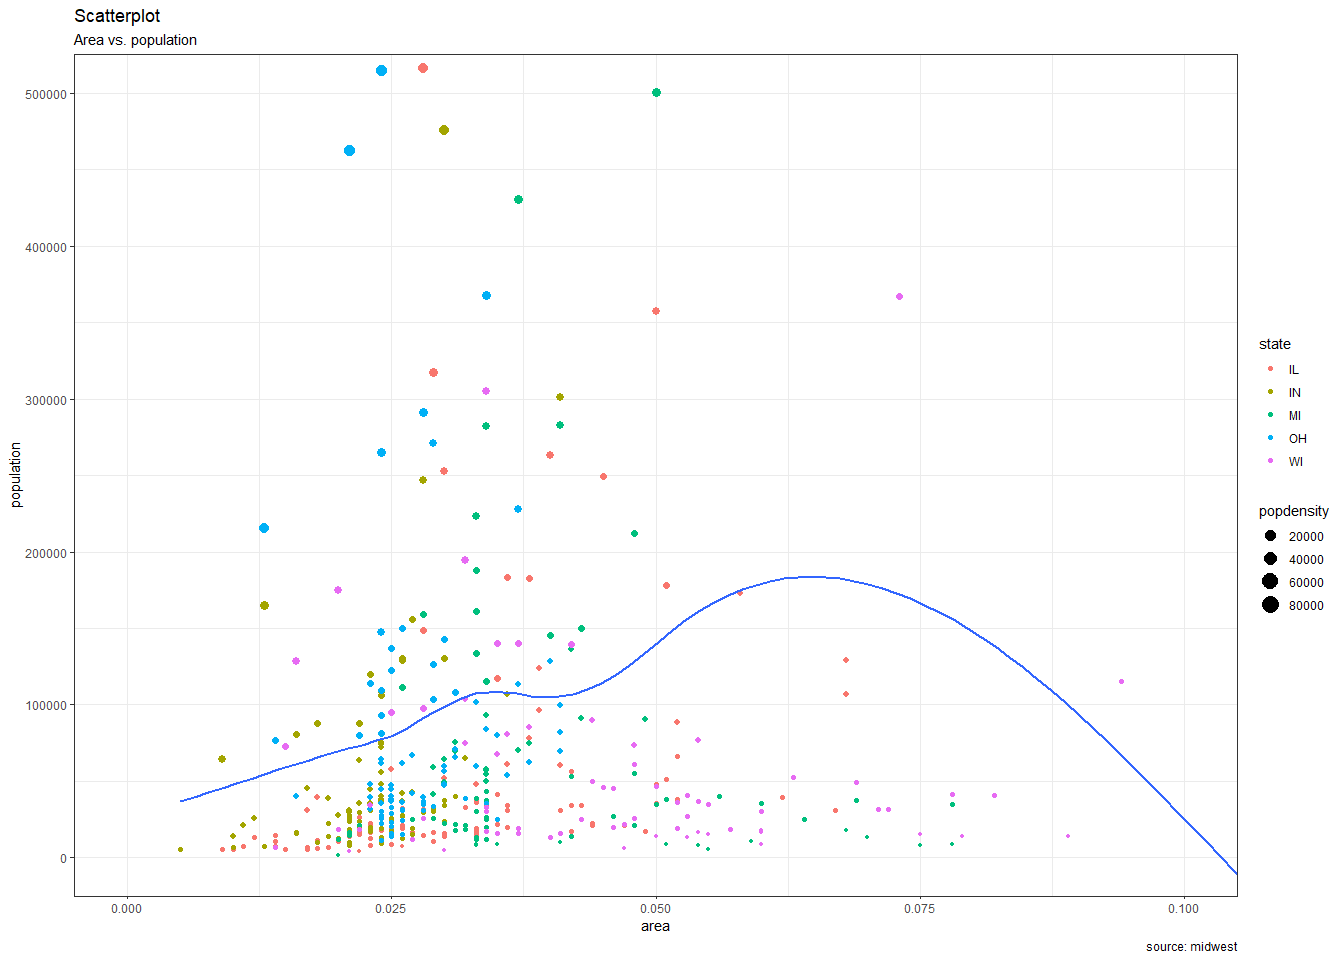 Scatterplot
Area vs. population
500000
400000
300000
200000
100000
0
population
0.000
0.025
0.050
0.075
0.100
area
state
IL
IN
MI
OH
WI
popdensity
20000
40000
60000
80000
source: midwest